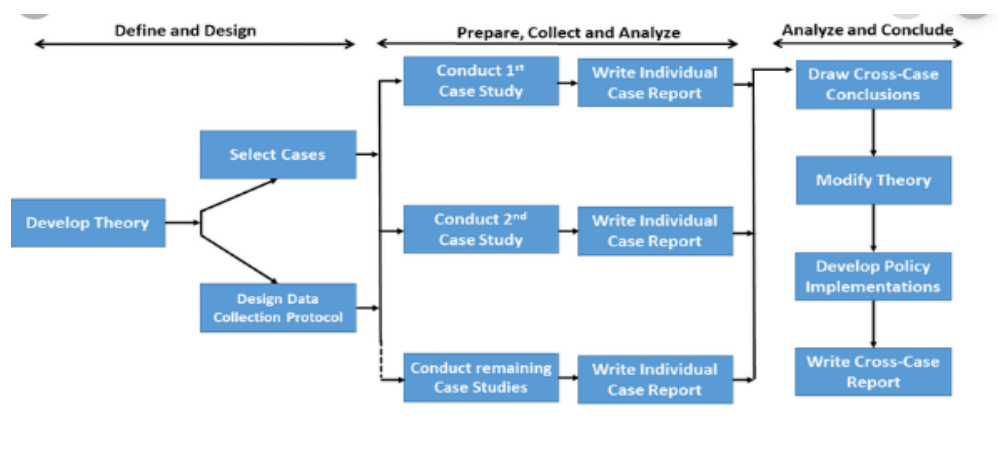 Define and Design
Prepare, Collect and Analyze
Analyze and Conclude
Develop Theory
Select Cases
Design Data
Collection Protocol
Conduct 1st
Case Study
Write Individual
Case Report
Conduct 2nd
Case Study
Write Individual
Case Report
Conduct remaining
Case Studies
Write Individual
Case Report
Draw Cross-Case
Conclusions
Modify Theory
Develop Policy
Implementations
Write Cross-Case
Report